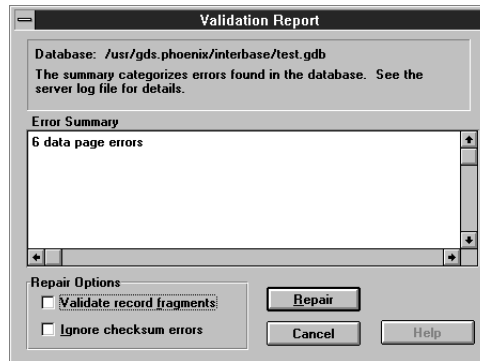 Validation Report
Database: /usr/gds.phoenix/interbase/test.gdb
The summary categorizes errors found in the database. See the
server log file for details.
Error Summary
6 data page errors
Repair Options
Validate record fragments
Ignore checksum errors
Repair
Cancel
Help